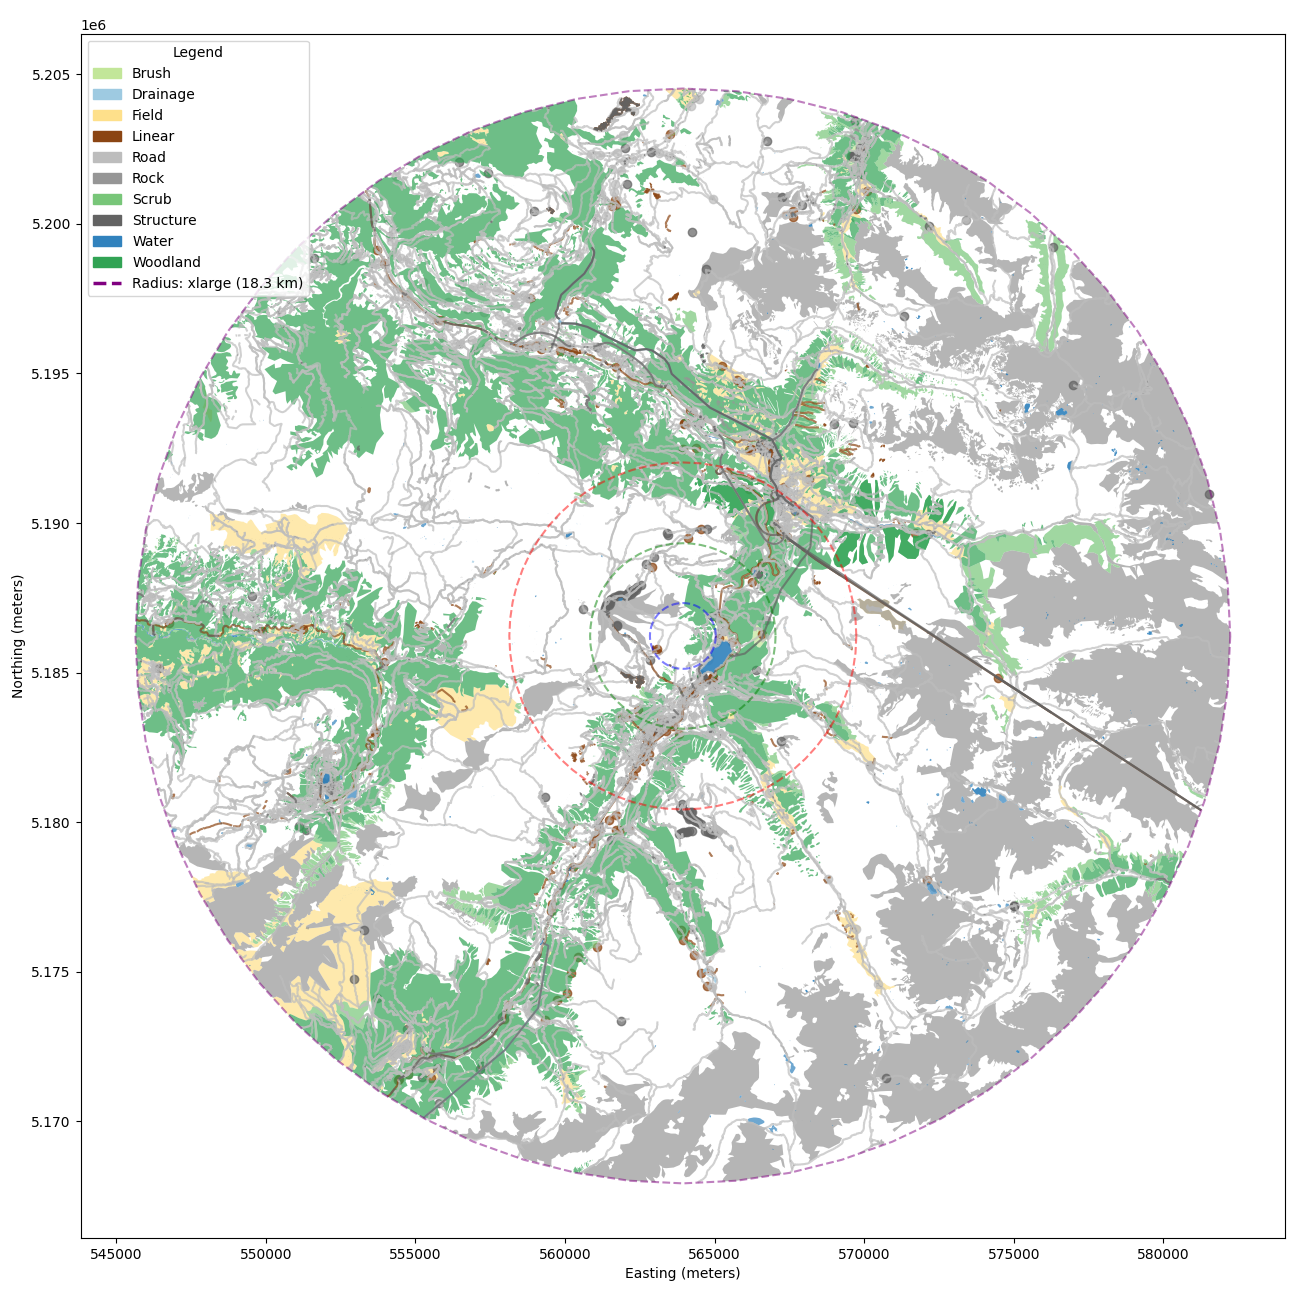 1e6
Legend
Brush
Drainage
Field
Linear
Road
Rock
Scrub
Structure
Water
Woodland
Radius: xlarge (18.3 km)
5.205
5.200
5.195
5.190
5.185
5.180
5.175
5.170
Northing (meters)
545000 550000 555000 560000 565000 570000 575000 580000
Easting (meters)